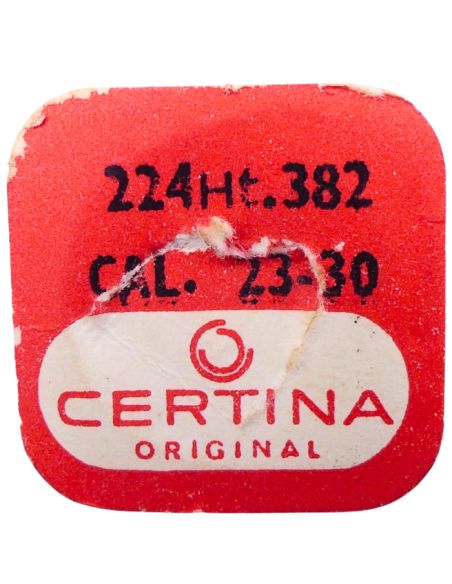 224Ht.382
CAL. 23-30
CERTINA
ORIGINAL